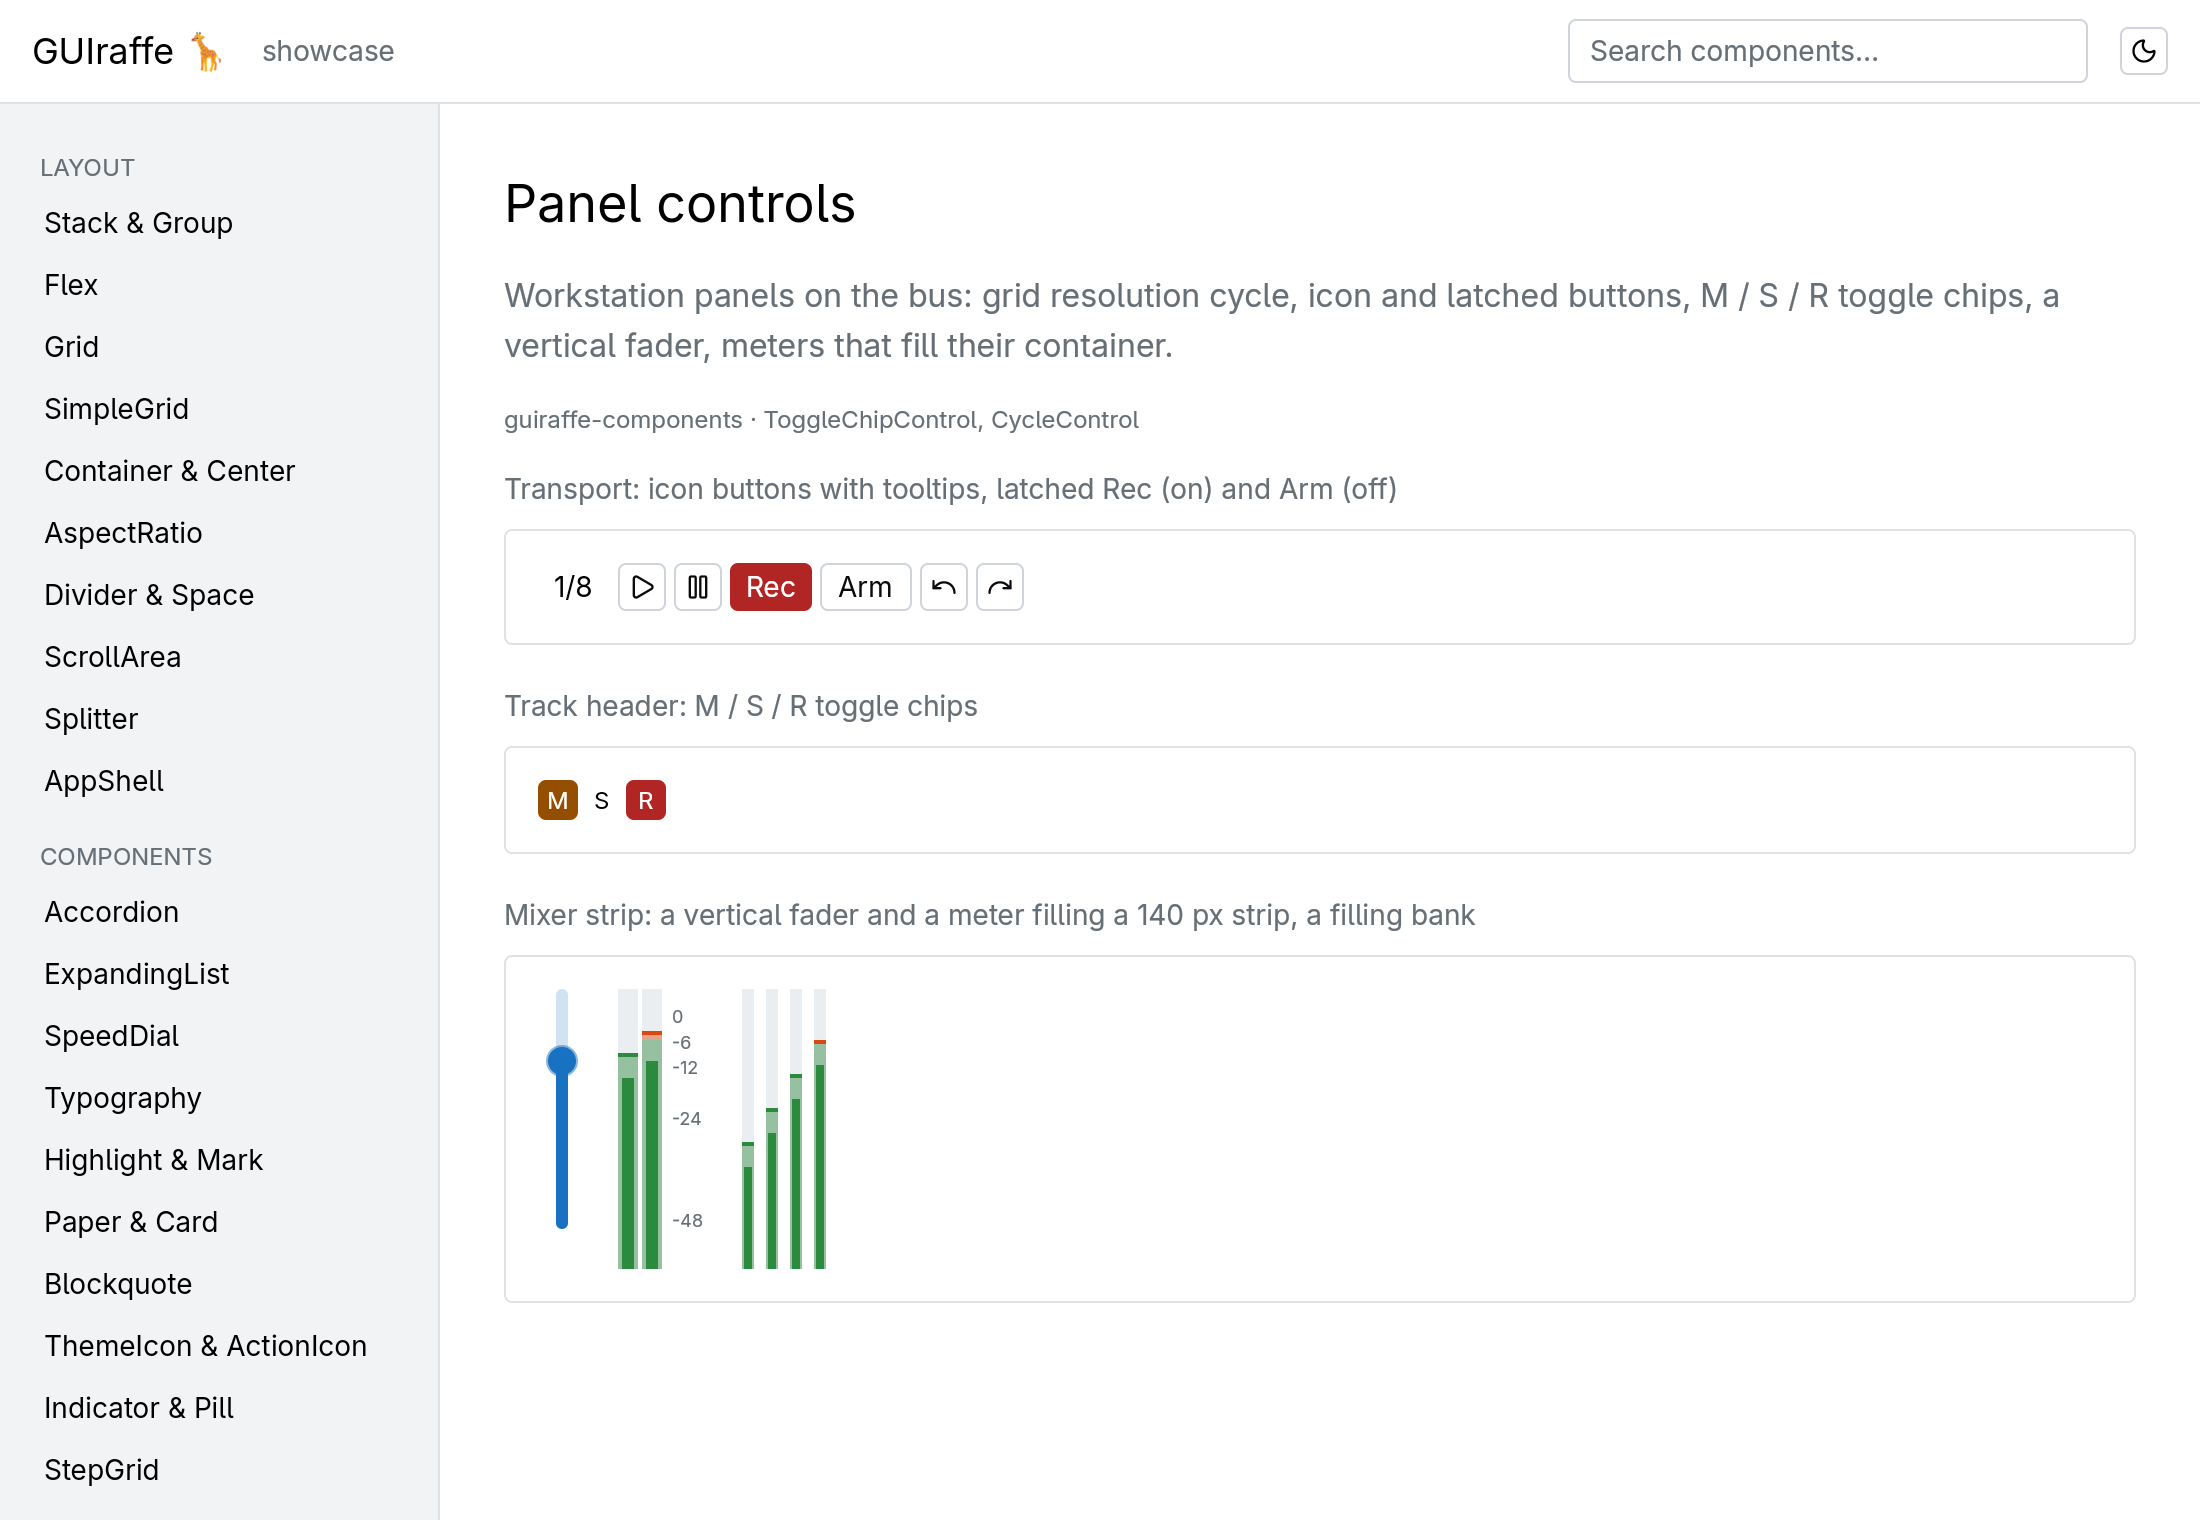 GUIraffe 🦒 showcase
Search components...
LAYOUT
Stack & Group
Flex
Grid
SimpleGrid
Container & Center
AspectRatio
Divider & Space
ScrollArea
Splitter
AppShell
COMPONENTS
Accordion
ExpandingList
SpeedDial
Typography
Highlight & Mark
Paper & Card
Blockquote
ThemeIcon & ActionIcon
Indicator & Pill
StepGrid
Panel controls
Workstation panels on the bus: grid resolution cycle, icon and latched buttons, M / S / R toggle chips, a
vertical fader, meters that fill their container.
guiraffe-components · ToggleChipControl, CycleControl
Transport: icon buttons with tooltips, latched Rec (on) and Arm (off)
1/8 Rec Arm
Track header: M / S / R toggle chips
M S R
Mixer strip: a vertical fader and a meter filling a 140 px strip, a filling bank
0
-6
-12
-24
-48